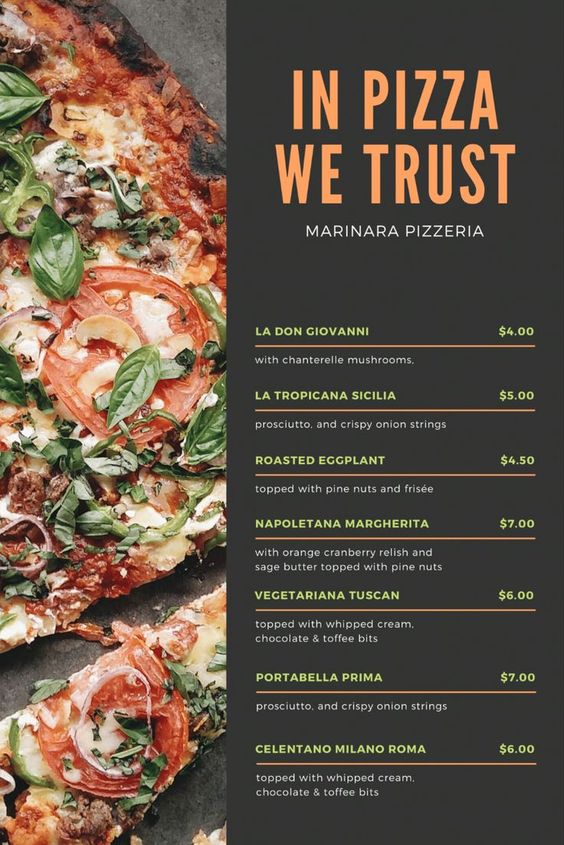 IN PIZZA
WE TRUST
MARINARA PIZZERIA
LA DON GIOVANNI $4.00
with chanterelle mushrooms,
LA TROPICANA SICILIA $5.00
prosciutto, and crispy onion strings
ROASTED EGGPLANT $4.50
topped with pine nuts and frisée
NAPOLETANA MARGHERITA $7.00
with orange cranberry relish and
sage butter topped with pine nuts
VEGETARIANA TUSCAN $6.00
topped with whipped cream,
chocolate & toffee bits
PORTABELLA PRIMA $7.00
prosciutto, and crispy onion strings
CELENTANO MILANO ROMA $6.00
topped with whipped cream,
chocolate & toffee bits